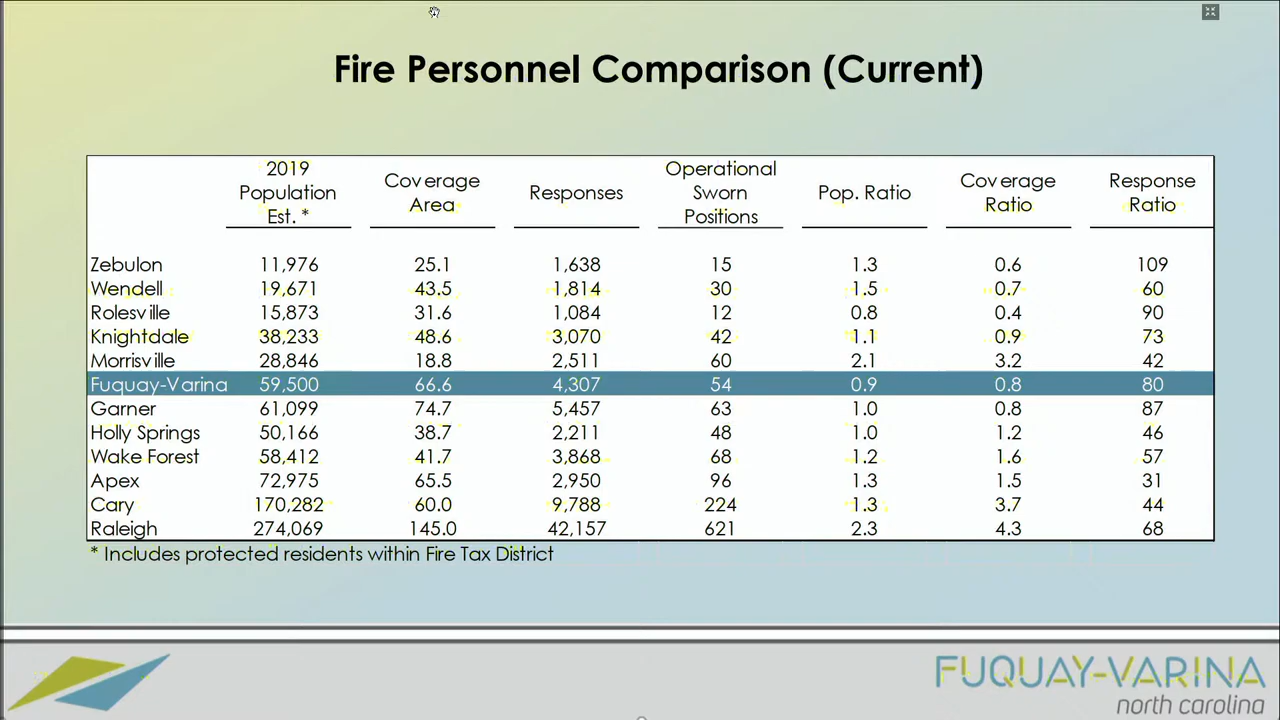 Fire Personnel Comparison (Current)
2019 Population Est. * Coverage Area Responses Operational Sworn Positions Pop. Ratio Coverage Ratio Response Ratio
Zebulon 11,976 25.1 1,638 15 1.3 0.6 109
Wendell 19,671 43.5 1,814 30 1.5 0.7 60
Rolesville 15,873 31.6 1,084 12 0.8 0.4 90
Knightdale 38,233 48.6 3,070 42 1.1 0.9 73
Morrisville 28,846 18.8 2,511 60 2.1 3.2 42
Fuquay-Varina 59,500 66.6 4,307 54 0.9 0.8 80
Garner 61,099 74.7 5,457 63 1.0 0.8 87
Holly Springs 50,166 38.7 2,211 48 1.0 1.2 46
Wake Forest 58,412 41.7 3,868 68 1.2 1.6 57
Apex 72,975 65.5 2,950 96 1.3 1.5 31
Cary 170,282 60.0 9,788 224 1.3 3.7 44
Raleigh 274,069 145.0 42,157 621 2.3 4.3 68
* Includes protected residents within Fire Tax District
FUQUAY-VARINA
north carolina